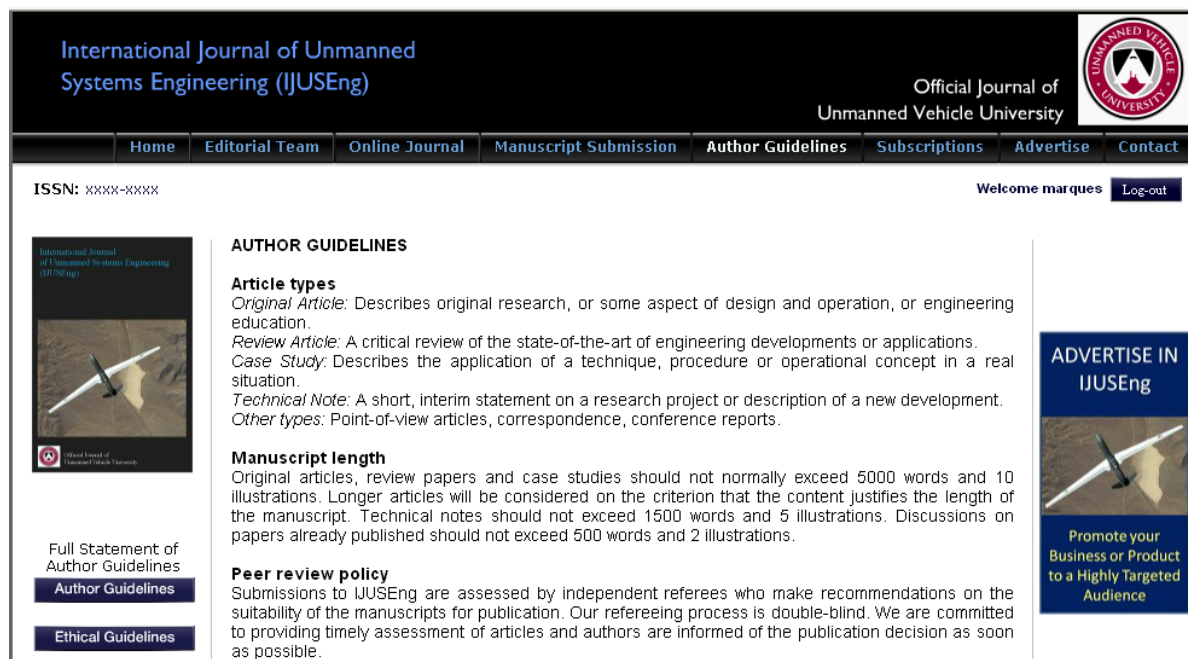 International Journal of Unmanned
Systems Engineering (IJUSEng)
Official Journal of
Unmanned Vehicle University
UNMANNED VEHICLE
UNIVERSITY
Home Editorial Team Online Journal Manuscript Submission Author Guidelines Subscriptions Advertise Contact
ISSN: xxxx-xxxx
Welcome marques Log-out
International Journal
of Unmanned Systems Engineering
(IJUSEng)
Official Journal of
Unmanned Vehicle University
Full Statement of
Author Guidelines
Author Guidelines
Ethical Guidelines
AUTHOR GUIDELINES
Article types
Original Article: Describes original research, or some aspect of design and operation, or engineering
education.
Review Article: A critical review of the state-of-the-art of engineering developments or applications.
Case Study: Describes the application of a technique, procedure or operational concept in a real
situation.
Technical Note: A short, interim statement on a research project or description of a new development.
Other types: Point-of-view articles, correspondence, conference reports.
Manuscript length
Original articles, review papers and case studies should not normally exceed 5000 words and 10
illustrations. Longer articles will be considered on the criterion that the content justifies the length of
the manuscript. Technical notes should not exceed 1500 words and 5 illustrations. Discussions on
papers already published should not exceed 500 words and 2 illustrations.
Peer review policy
Submissions to IJUSEng are assessed by independent referees who make recommendations on the
suitability of the manuscripts for publication. Our refereeing process is double-blind. We are committed
to providing timely assessment of articles and authors are informed of the publication decision as soon
as possible.
ADVERTISE IN
IJUSEng
Promote your
Business or Product
to a Highly Targeted
Audience